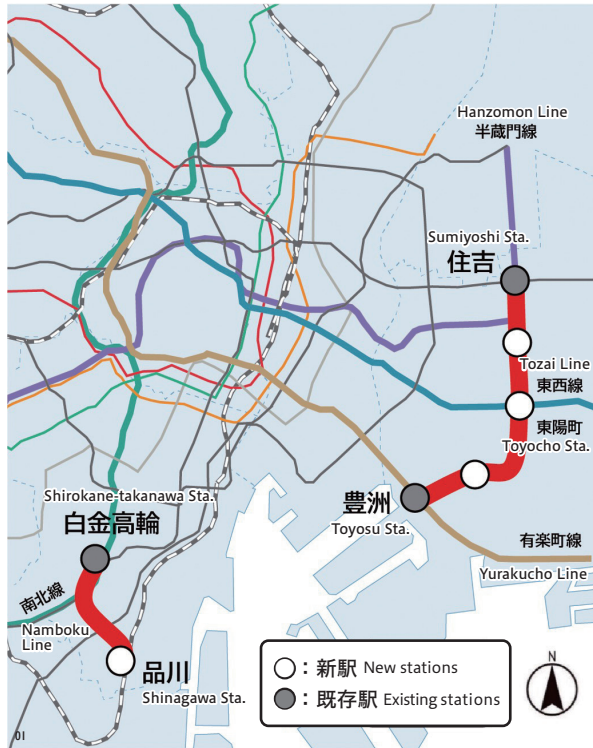 Hanzomon Line
半蔵門線
Sumiyoshi Sta.
住吉
Tozai Line
東西線
東陽町
Toyocho Sta.
豊洲
Toyosu Sta.
有楽町線
Yurakucho Line
Shirokane-takanawa Sta.
白金高輪
南北線
Namboku
Line
品川
Shinagawa Sta.
○：新駅 New stations
●：既存駅 Existing stations
N
01